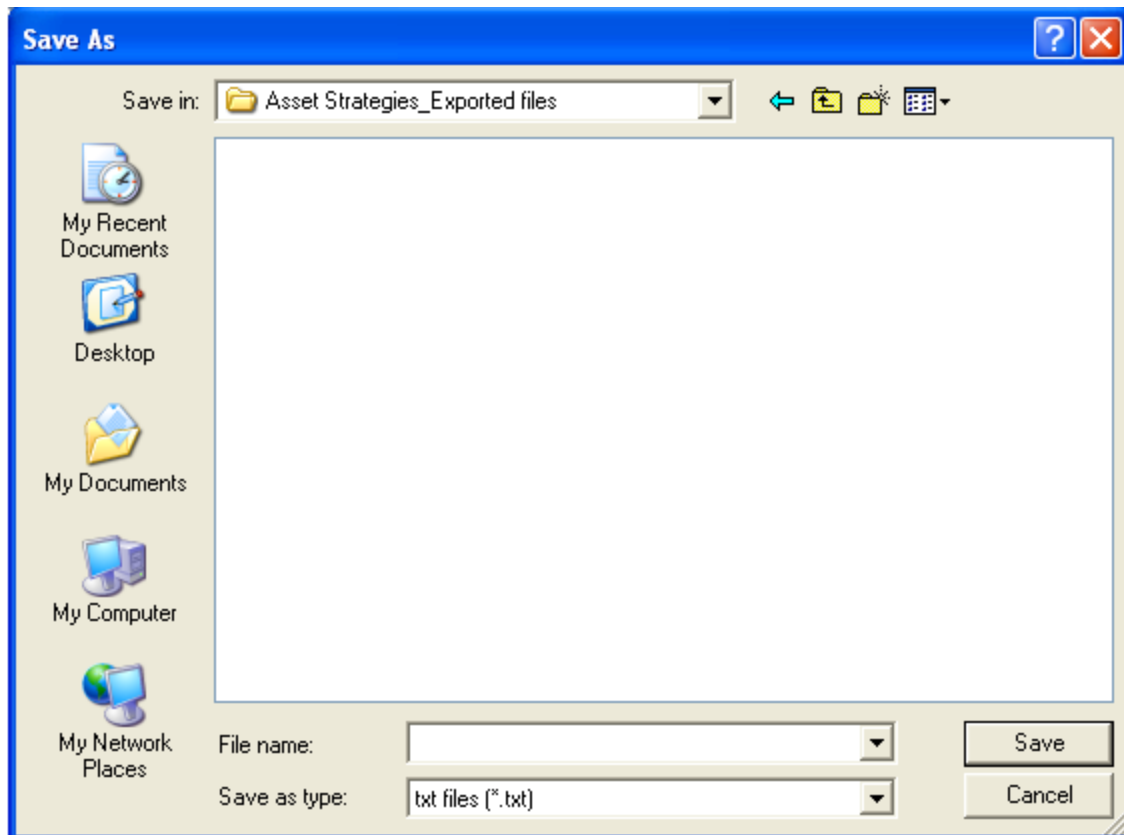 Save As
Save in:
Asset Strategies_Exported files
My Recent
Documents
Desktop
My Documents
My Computer
My Network
Places
File name:
Save
Save as type:
txt files (*.txt)
Cancel